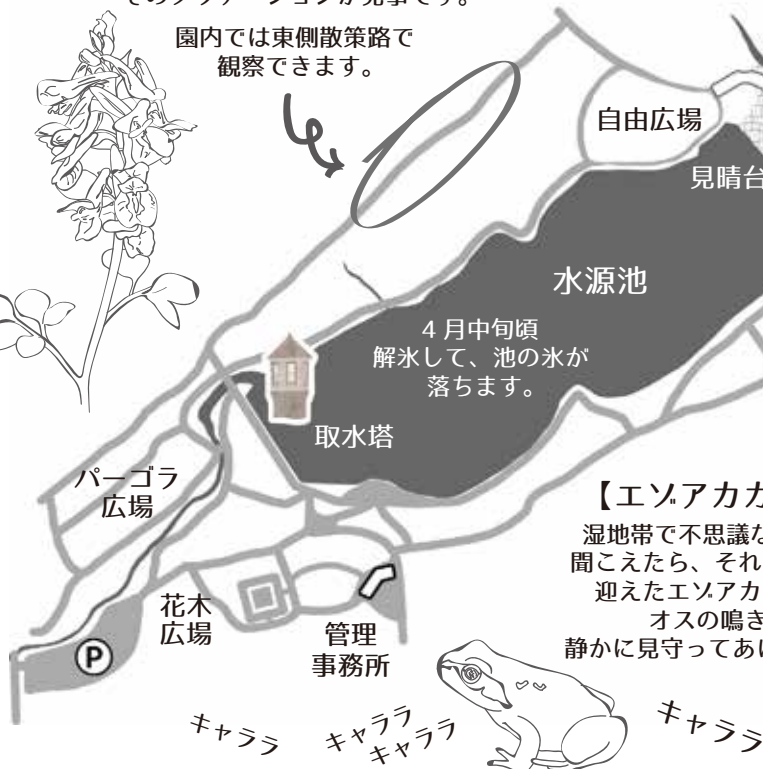 そのグラデーションが見事です。
園内では東側散策路で
観察できます。
自由広場
見晴台
水源池
4 月中旬頃
解氷して、池の氷が
落ちます。
取水塔
パーゴラ
広場
【エゾアカガ
湿地帯で不思議な
聞こえたら、それ
迎えたエゾアカ
オスの鳴き
静かに見守ってあ
花木
広場
管理
事務所
P
キャララ
キャララ
キャララ
キャララ